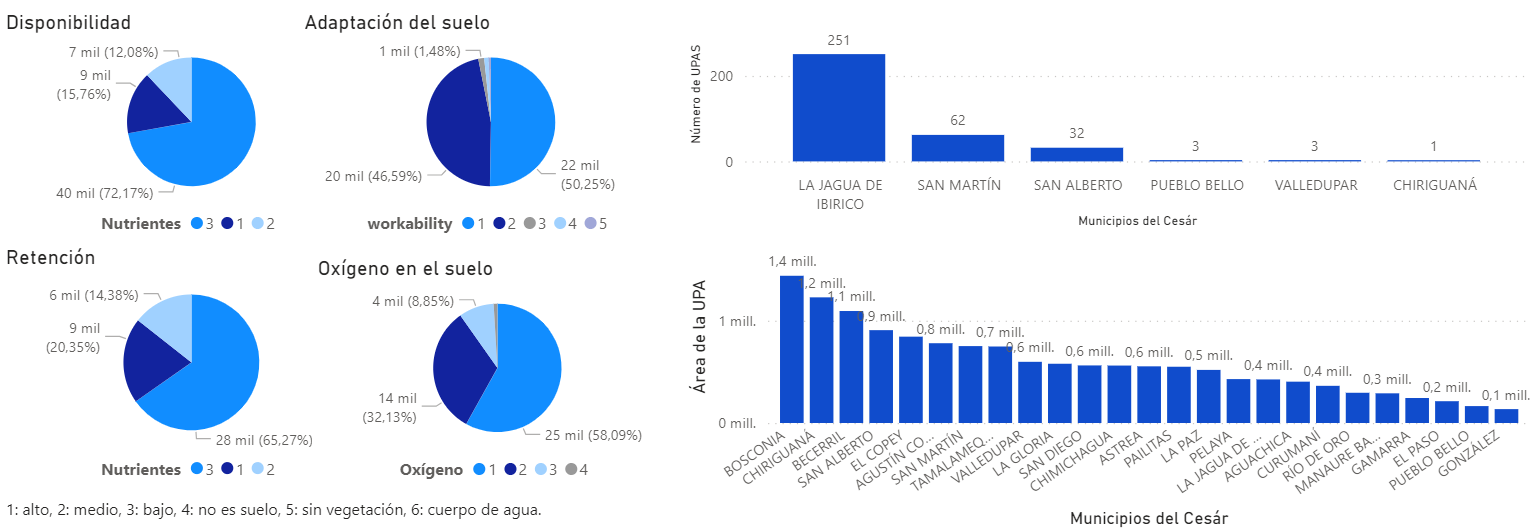 Disponibilidad
7 mil (12,08%)
9 mil
(15,76%)
40 mil (72,17%)
Nutrientes 3 1 2
Adaptación del suelo
1 mil (1,48%)
20 mil (46,59%)
22 mil
(50,25%)
workability 1 2 3 4 5
Retención
6 mil (14,38%)
9 mil
(20,35%)
28 mil (65,27%)
Nutrientes 3 1 2
Oxígeno en el suelo
4 mil (8,85%)
14 mil
(32,13%)
25 mil (58,09%)
Oxígeno 1 2 3 4
1: alto, 2: medio, 3: bajo, 4: no es suelo, 5: sin vegetación, 6: cuerpo de agua.
Número de UPAS
200
0
251
62
32
3
3
1
LA JAGUA DE
IBIRICO
SAN MARTÍN
SAN ALBERTO
PUEBLO BELLO
VALLEDUPAR
CHIRIGUANÁ
Municipios del Cesár
Área de la UPA
1 mill.
0 mill.
1,4 mill.
1,2 mill.
1,1 mill.
0,9 mill.
0,8 mill.
0,7 mill.
0,6 mill.
0,6 mill.
0,6 mill.
0,5 mill.
0,4 mill.
0,4 mill.
0,3 mill.
0,2 mill.
0,1 mill.
BOSCONIA
CHIRIGUANÁ
BECERRIL
SAN ALBERTO
EL COPEY
AGUSTÍN CO...
SAN MARTÍN
TAMALAMEQ...
VALLEDUPAR
LA GLORIA
SAN DIEGO
CHIMICHAGUA
ASTREA
PAILITAS
LA PAZ
PELAYA
LA JAGUA DE ...
AGUACHICA
CURUMANÍ
RÍO DE ORO
MANAURE BA...
GAMARRA
EL PASO
PUEBLO BELLO
GONZÁLEZ
Municipios del Cesár